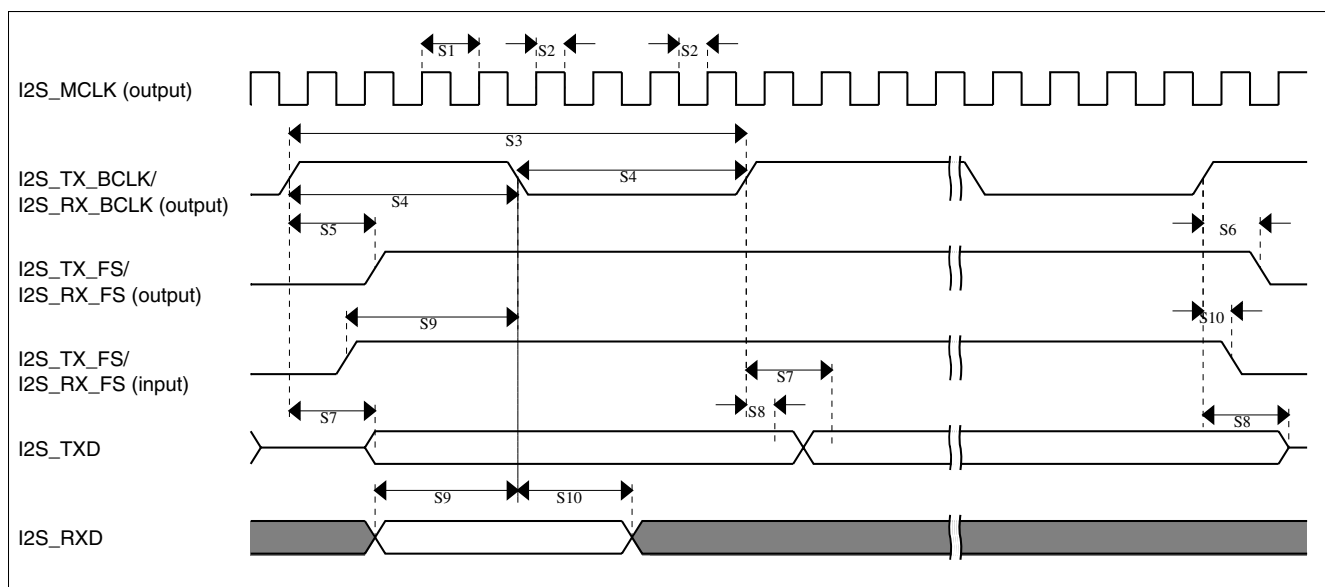 S1
S2
S2
I2S_MCLK (output)
S3
I2S_TX_BCLK/
I2S_RX_BCLK (output)
S4
S4
S5
S6
I2S_TX_FS/
I2S_RX_FS (output)
S9
S10
I2S_TX_FS/
I2S_RX_FS (input)
S7
S7
S8
S8
I2S_TXD
S9
S10
I2S_RXD